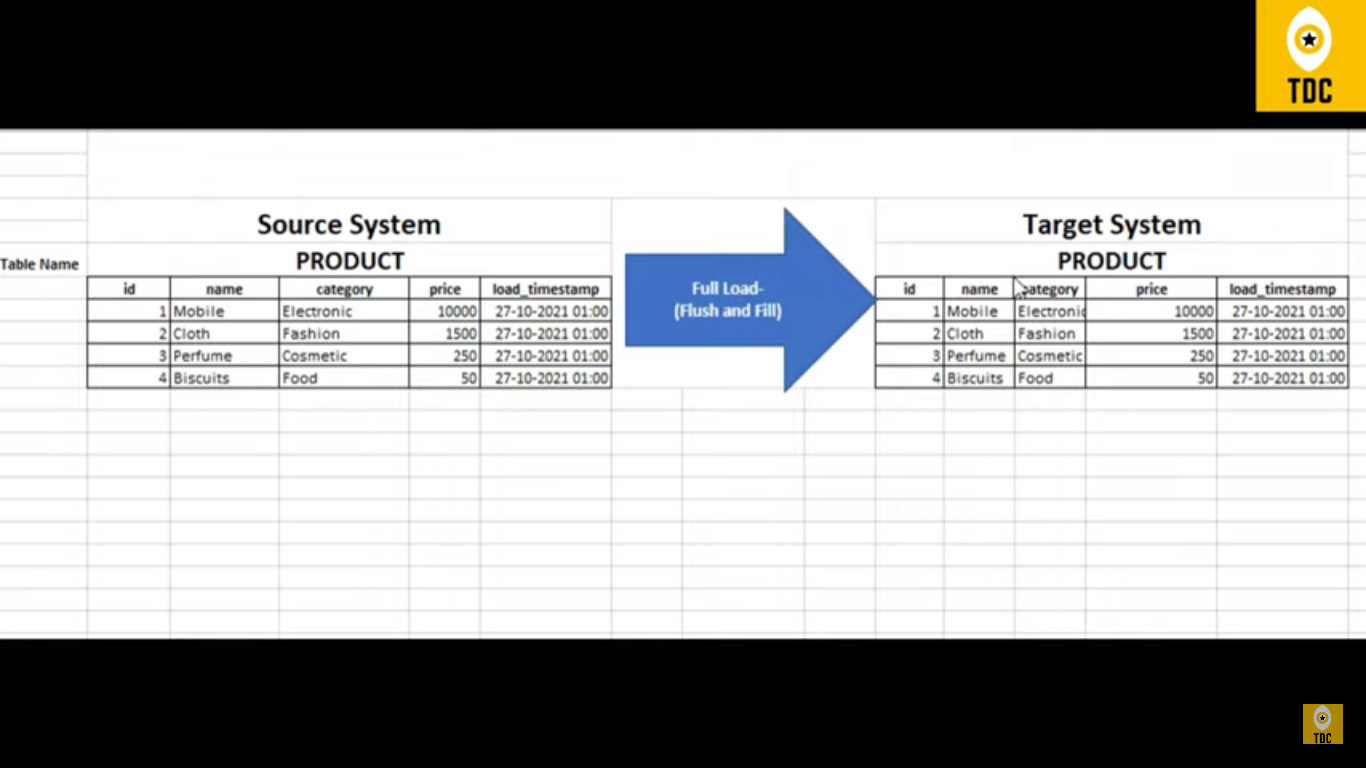 TDC
Source System
Target System
Table Name
PRODUCT
PRODUCT
id name category price load_timestamp
1 Mobile Electronic 10000 27-10-2021 01:00
2 Cloth Fashion 1500 27-10-2021 01:00
3 Perfume Cosmetic 250 27-10-2021 01:00
4 Biscuits Food 50 27-10-2021 01:00
Full Load-
(Flush and Fill)
id name category price load_timestamp
1 Mobile Electronic 10000 27-10-2021 01:00
2 Cloth Fashion 1500 27-10-2021 01:00
3 Perfume Cosmetic 250 27-10-2021 01:00
4 Biscuits Food 50 27-10-2021 01:00
TDC